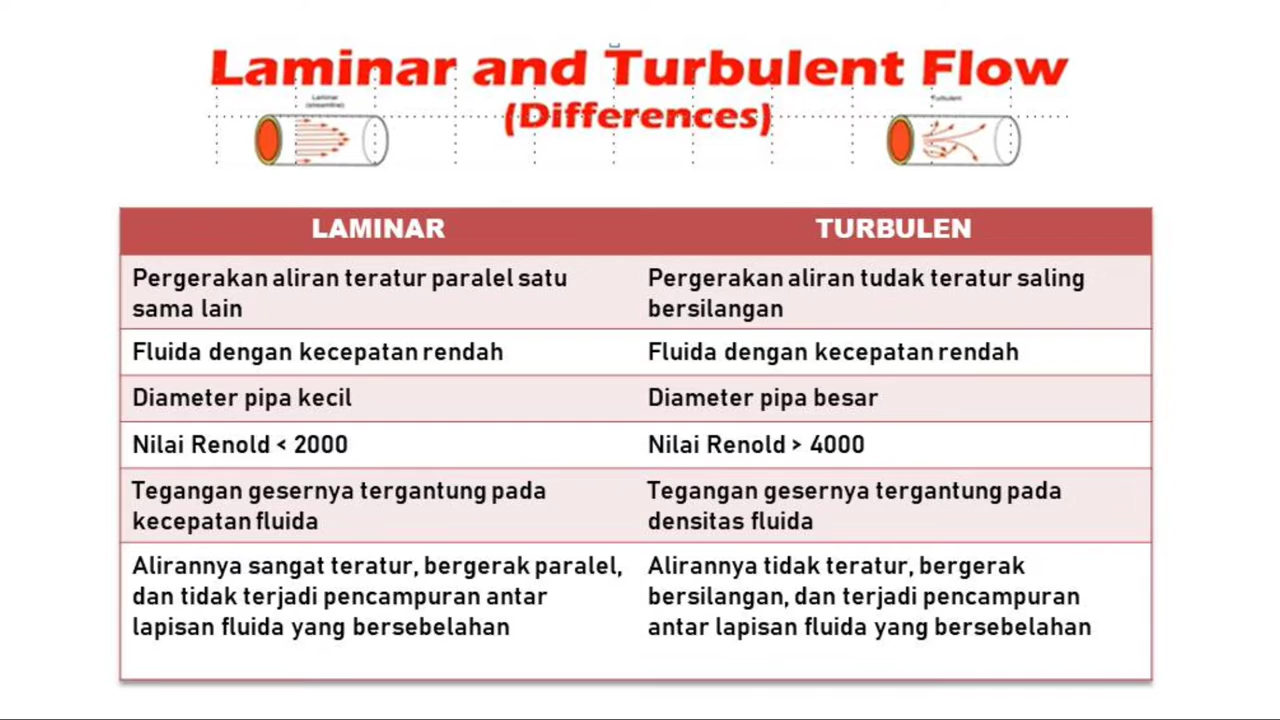 Laminar and Turbulent Flow
(Differences)
Laminar
(streamline)
Turbulent
LAMINAR
TURBULEN
Pergerakan aliran teratur paralel satu
sama lain
Pergerakan aliran tudak teratur saling
bersilangan
Fluida dengan kecepatan rendah
Fluida dengan kecepatan rendah
Diameter pipa kecil
Diameter pipa besar
Nilai Renold < 2000
Nilai Renold > 4000
Tegangan gesernya tergantung pada
kecepatan fluida
Tegangan gesernya tergantung pada
densitas fluida
Alirannya sangat teratur, bergerak paralel,
dan tidak terjadi pencampuran antar
lapisan fluida yang bersebelahan
Alirannya tidak teratur, bergerak
bersilangan, dan terjadi pencampuran
antar lapisan fluida yang bersebelahan